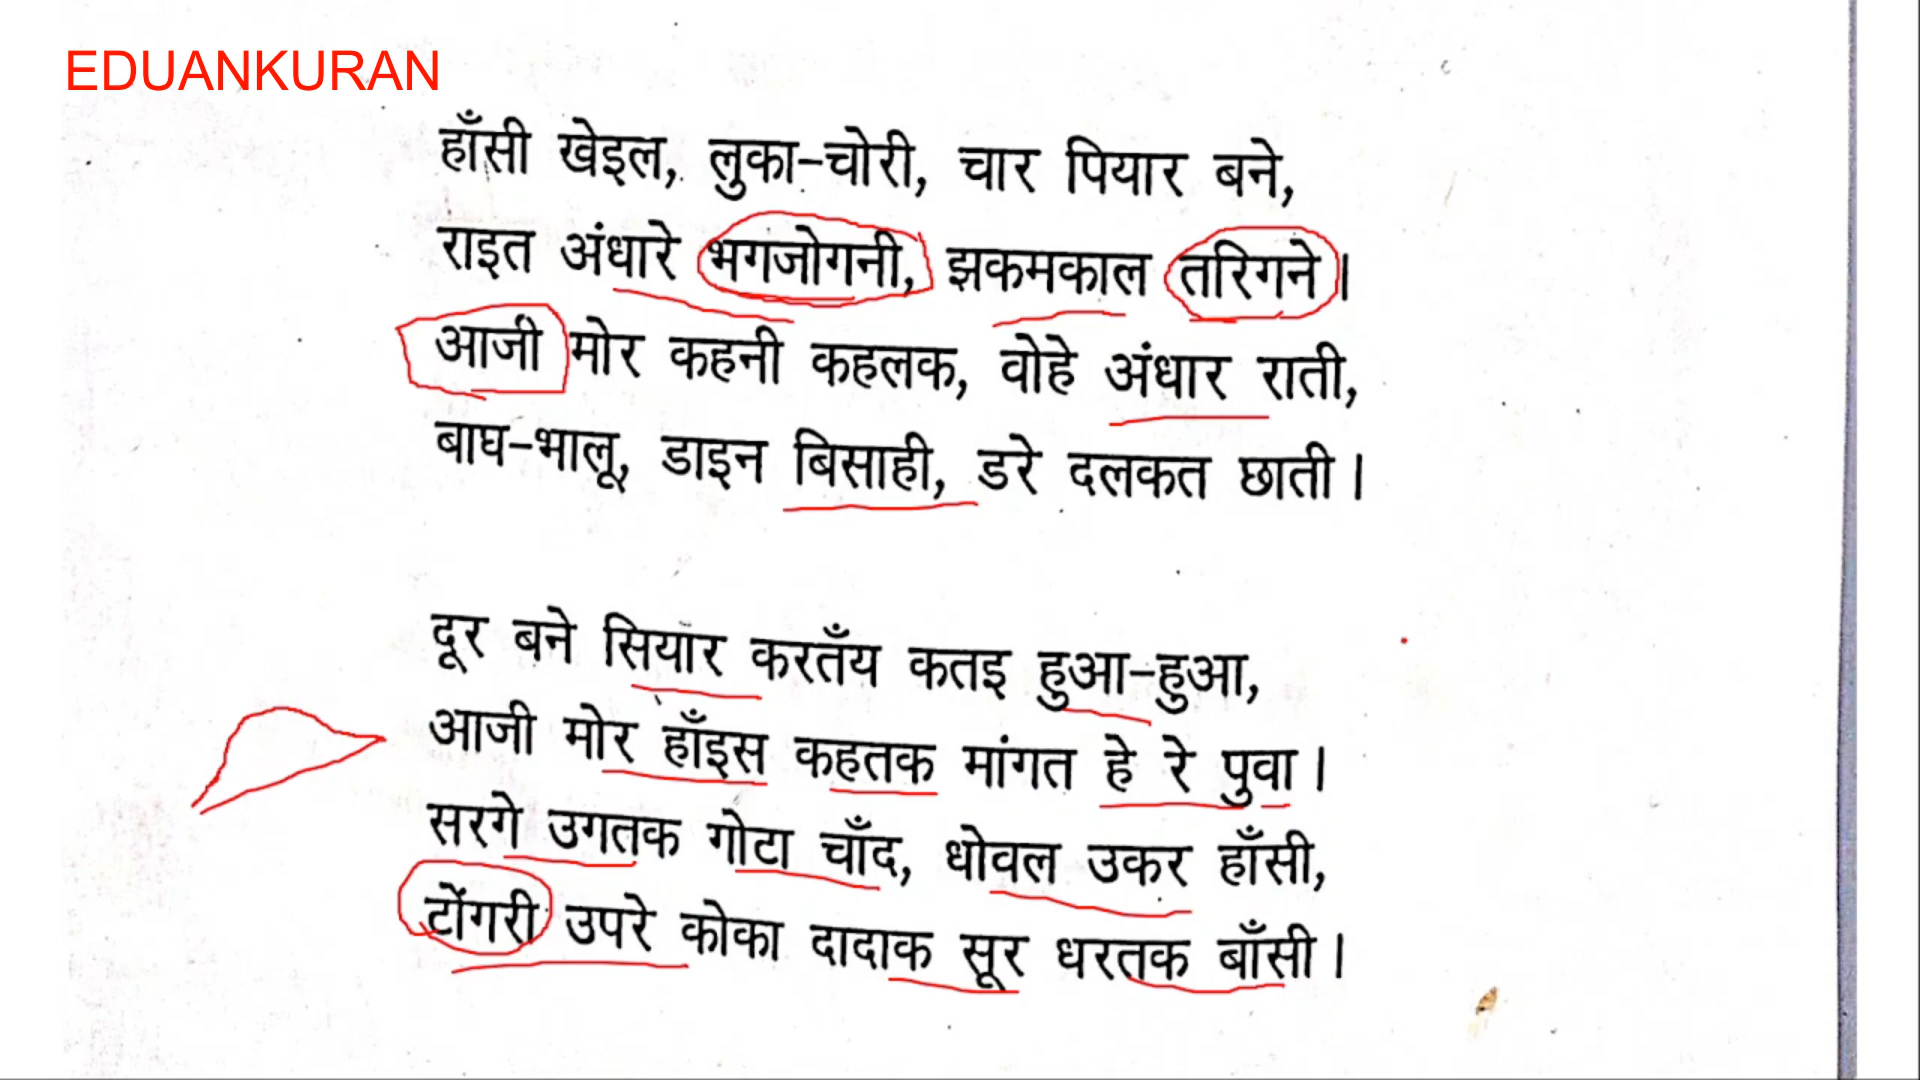 EDUANKURAN
हाँसी खेइल, लुका-चोरी, चार पियार बने,
राइत अंधारे भगजोगनी, झकमकाल तरिगने।
आजी मोर कहनी कहलक, वोहे अंधार राती,
बाघ-भालू, डाइन बिसाही, डरे दलकत छाती।
दूर बने सियार करतँय कतइ हुआ-हुआ,
आजी मोर हाँइस कहतक मांगत हे रे पुवा।
सरगे उगतक गोटा चाँद, धोवल उकर हाँसी,
टोंगरी उपरे कोका दादाक सूर धरतक बाँसी।